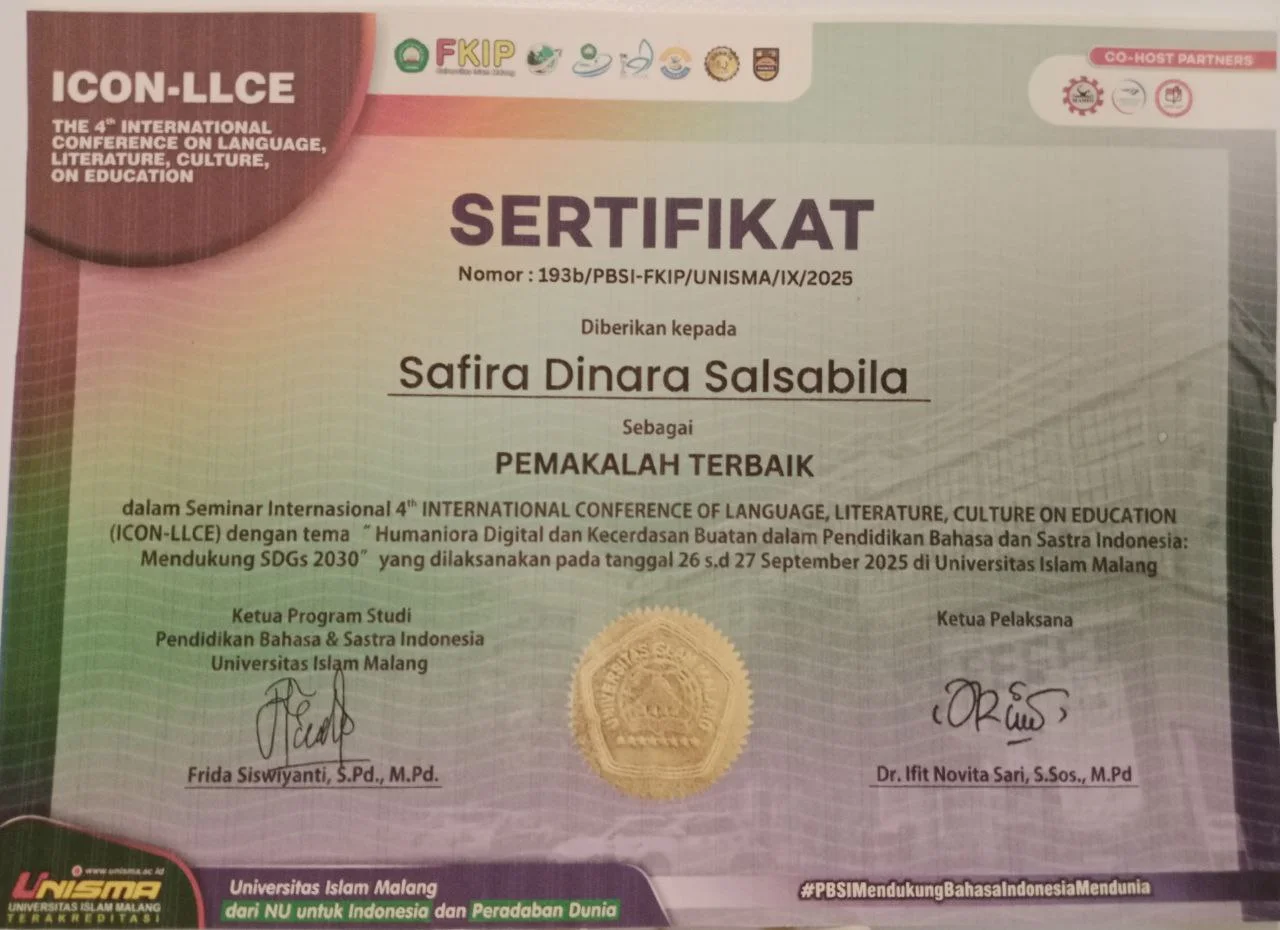 ICON-LLCE
THE 4th INTERNATIONAL
CONFERENCE ON LANGUAGE,
LITERATURE, CULTURE,
ON EDUCATION
FKIP
CO-HOST PARTNERS
SERTIFIKAT
Nomor : 193b/PBSI-FKIP/UNISMA/IX/2025
Diberikan kepada
Safira Dinara Salsabila
Sebagai
PEMAKALAH TERBAIK
dalam Seminar Internasional 4th INTERNATIONAL CONFERENCE OF LANGUAGE, LITERATURE, CULTURE ON EDUCATION
(ICON-LLCE) dengan tema “ Humaniora Digital dan Kecerdasan Buatan dalam Pendidikan Bahasa dan Sastra Indonesia:
Mendukung SDGs 2030” yang dilaksanakan pada tanggal 26 s.d 27 September 2025 di Universitas Islam Malang
Ketua Program Studi
Pendidikan Bahasa & Sastra Indonesia
Universitas Islam Malang
Frida Siswiyanti, S.Pd., M.Pd.
Ketua Pelaksana
Dr. Ifit Novita Sari, S.Sos., M.Pd
UNIVERSITAS ISLAM MALANG
www.unisma.ac.id
UNISMA
UNIVERSITAS ISLAM MALANG
TERAKREDITASI
Universitas Islam Malang
dari NU untuk Indonesia dan Peradaban Dunia
#PBSIMendukungBahasaIndonesiaMendunia